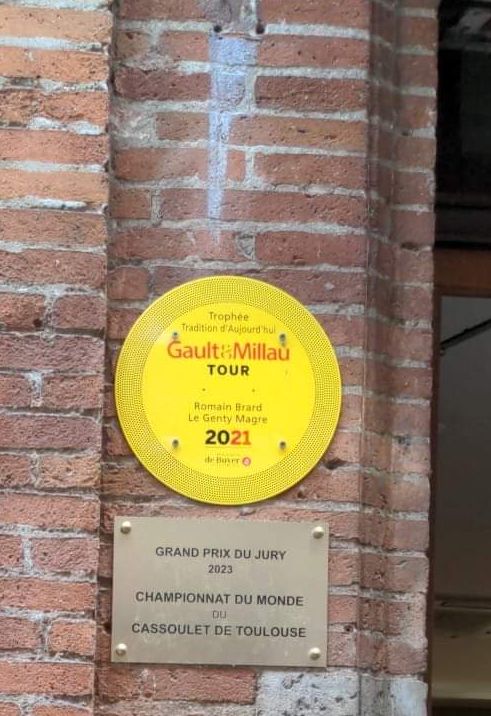 Trophée
Tradition d'Aujourd'hui
Gault&Millau
TOUR
Romain Brard
Le Genty Magre
2021
de Buyer
GRAND PRIX DU JURY
2023
CHAMPIONNAT DU MONDE
DU
CASSOULET DE TOULOUSE